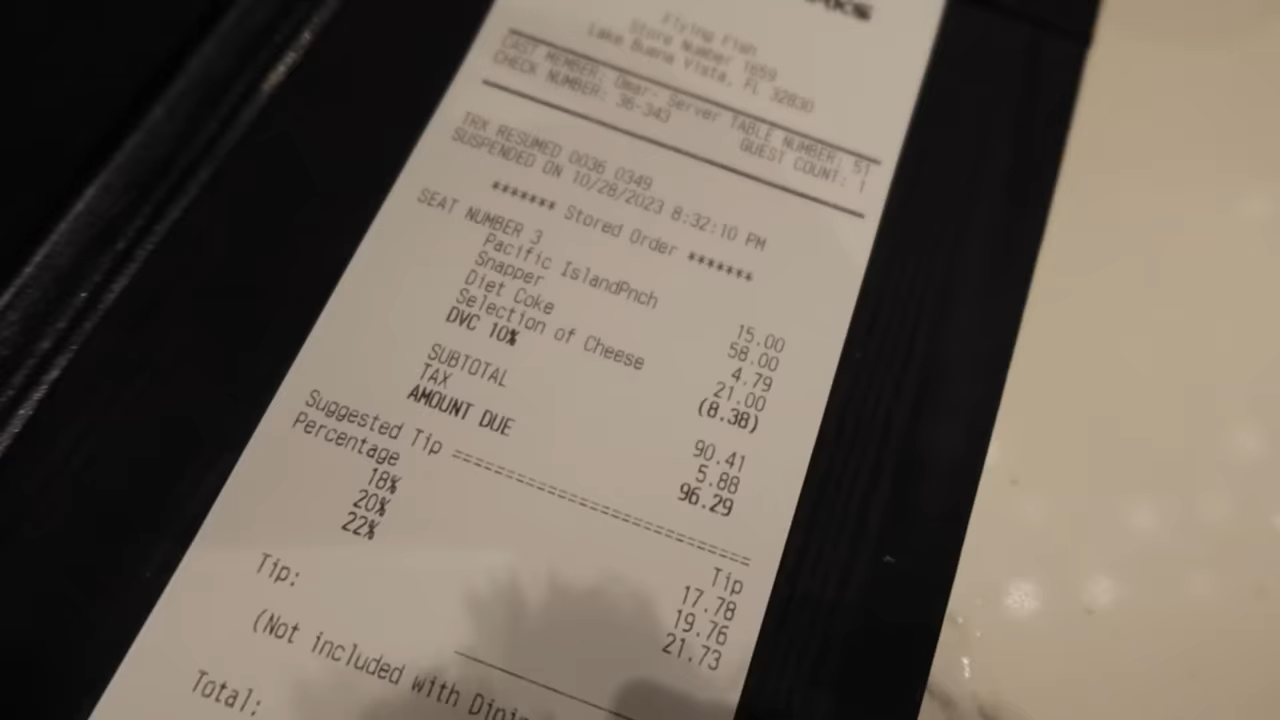 Flying Fish
Store Number 1659
Lake Buena Vista, FL 32830
CAST MEMBER: Omar- Server TABLE NUMBER: 51
CHECK NUMBER: 36-343 GUEST COUNT: 1
TRX RESUMED 0036 0349
SUSPENDED ON 10/28/2023 8:32:10 PM
******* Stored Order *******
SEAT NUMBER 3
Pacific IslandPnch 15.00
Snapper 58.00
Diet Coke 4.79
Selection of Cheese 21.00
DVC 10% (8.38)
SUBTOTAL 90.41
TAX 5.88
AMOUNT DUE 96.29
Suggested Tip
Percentage Tip
18% 17.78
20% 19.76
22% 21.73
Tip:
(Not included with
Total: